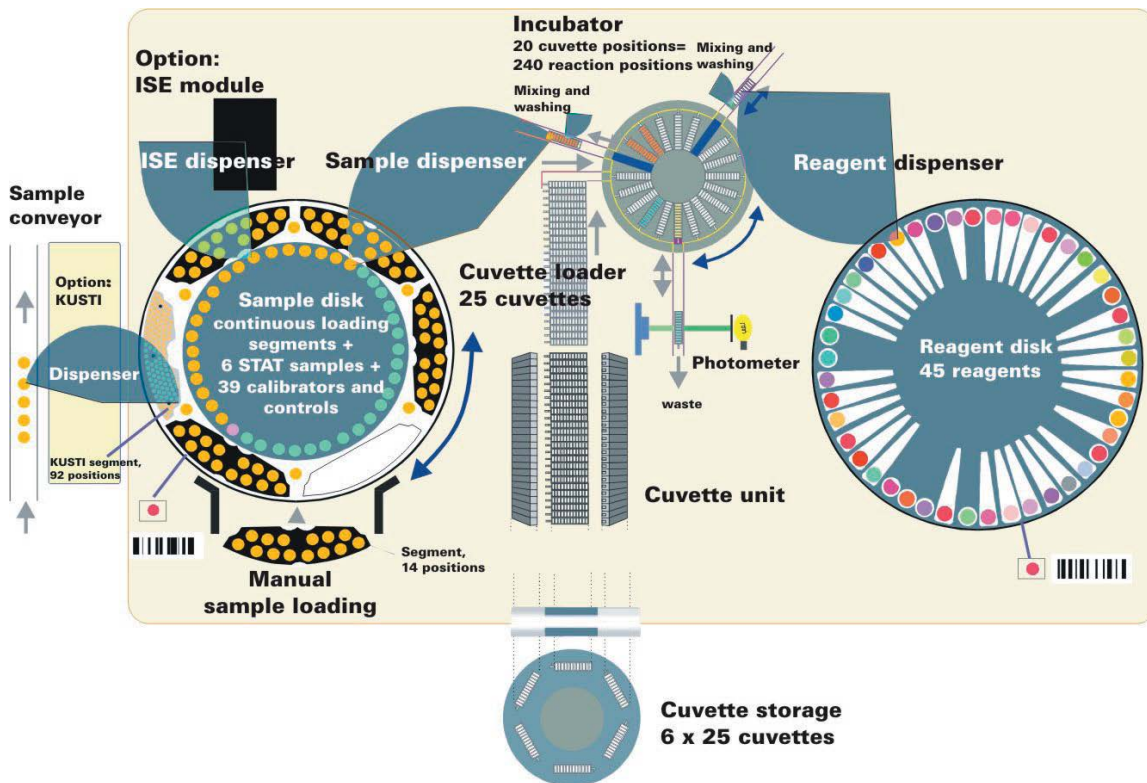 Option:
ISE module
Incubator
20 cuvette positions=
240 reaction positions
Mixing and
washing
Mixing and
washing
ISE dispenser
Sample dispenser
Reagent dispenser
Sample
conveyor
Option:
KUSTI
Dispenser
Sample disk
continuous loading
segments +
6 STAT samples +
39 calibrators and
controls
Cuvette loader
25 cuvettes
Photometer
waste
Reagent disk
45 reagents
KUSTI segment,
92 positions
Cuvette unit
Segment,
14 positions
Manual
sample loading
Cuvette storage
6 x 25 cuvettes